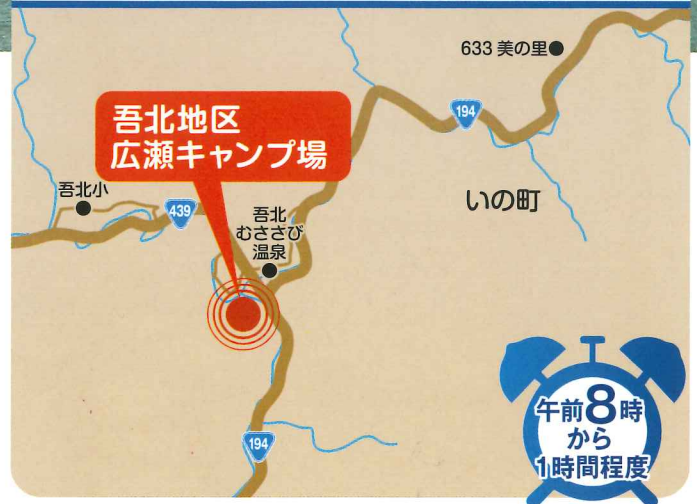 633 美の里
194
吾北地区
広瀬キャンプ場
吾北小
439
吾北
むささび
温泉
いの町
194
午前8時
から
1時間程度